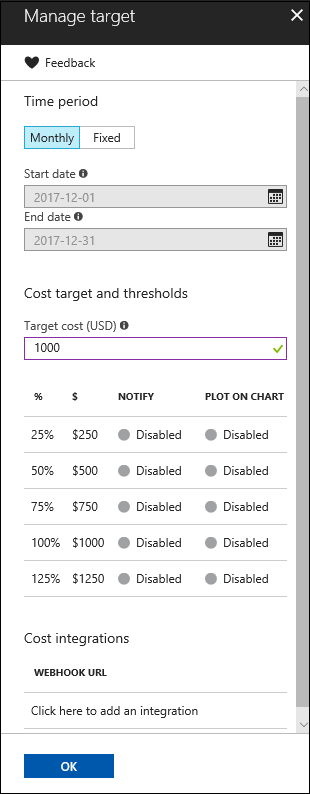 Manage target
Feedback
Time period
Monthly Fixed
Start date
2017-12-01
End date
2017-12-31
Cost target and thresholds
Target cost (USD)
1000
% $ NOTIFY PLOT ON CHART
25% $250 Disabled Disabled
50% $500 Disabled Disabled
75% $750 Disabled Disabled
100% $1000 Disabled Disabled
125% $1250 Disabled Disabled
Cost integrations
WEBHOOK URL
Click here to add an integration
OK